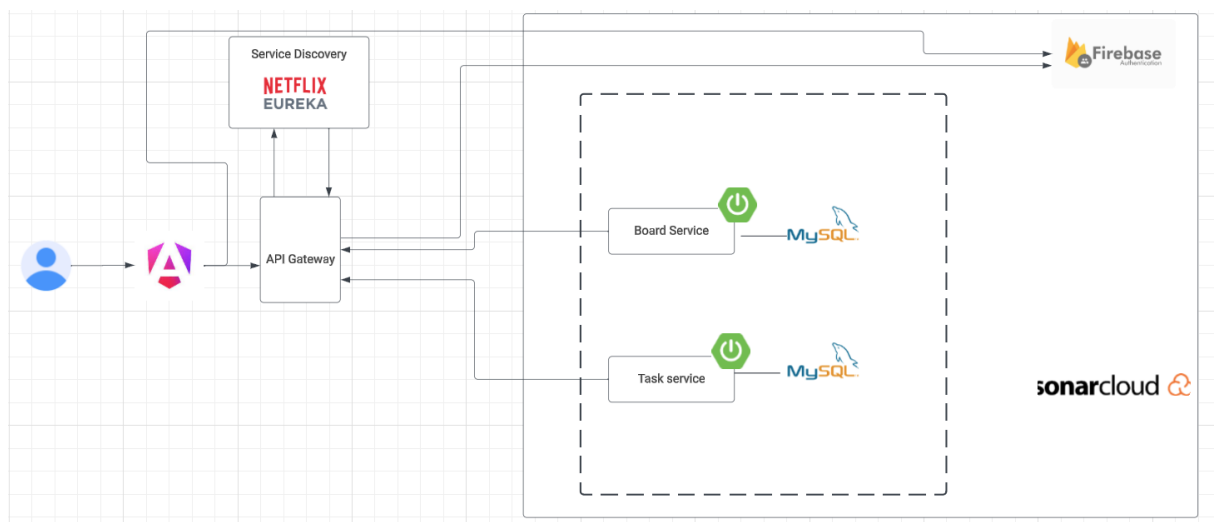 Service Discovery
NETFLIX
EUREKA
Firebase
Authentication
API Gateway
Board Service
MySQL
Task service
MySQL
sonarcloud